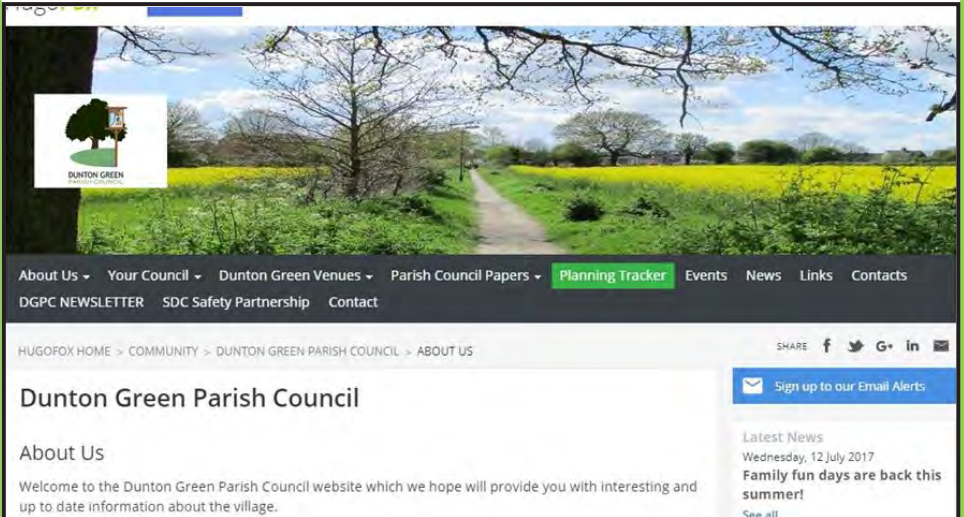 DUNTON GREEN
PARISH COUNCIL
About Us Your Council Dunton Green Venues Parish Council Papers Planning Tracker Events News Links Contacts
DGPC NEWSLETTER SDC Safety Partnership Contact
HUGOFOX HOME > COMMUNITY > DUNTON GREEN PARISH COUNCIL > ABOUT US
SHARE f G+ in
Sign up to our Email Alerts
Dunton Green Parish Council
About Us
Welcome to the Dunton Green Parish Council website which we hope will provide you with interesting and
up to date information about the village.
Latest News
Wednesday, 12 July 2017
Family fun days are back this
summer!
See all